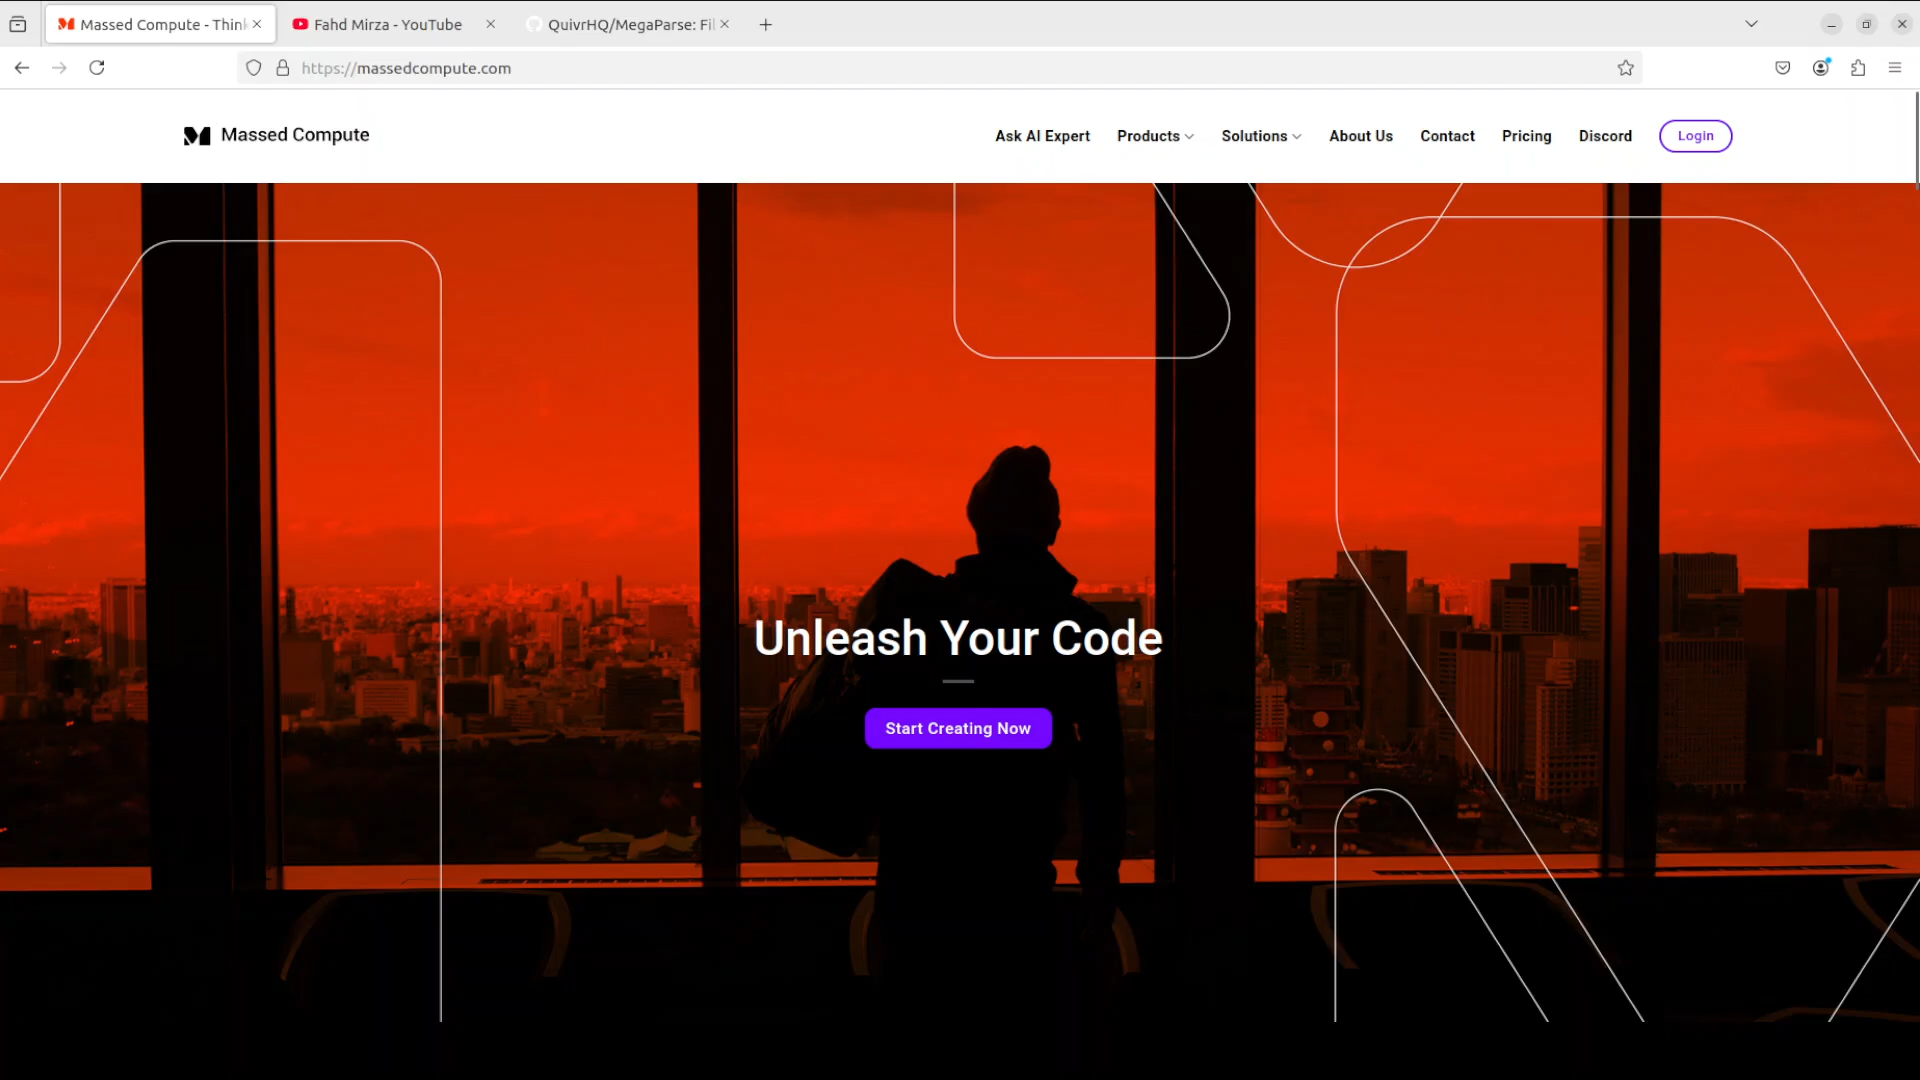 Massed Compute - Think
Fahd Mirza - YouTube
QuivrHQ/MegaParse: Fil
https://massedcompute.com
Massed Compute
Ask AI Expert
Products
Solutions
About Us
Contact
Pricing
Discord
Login
Unleash Your Code
Start Creating Now